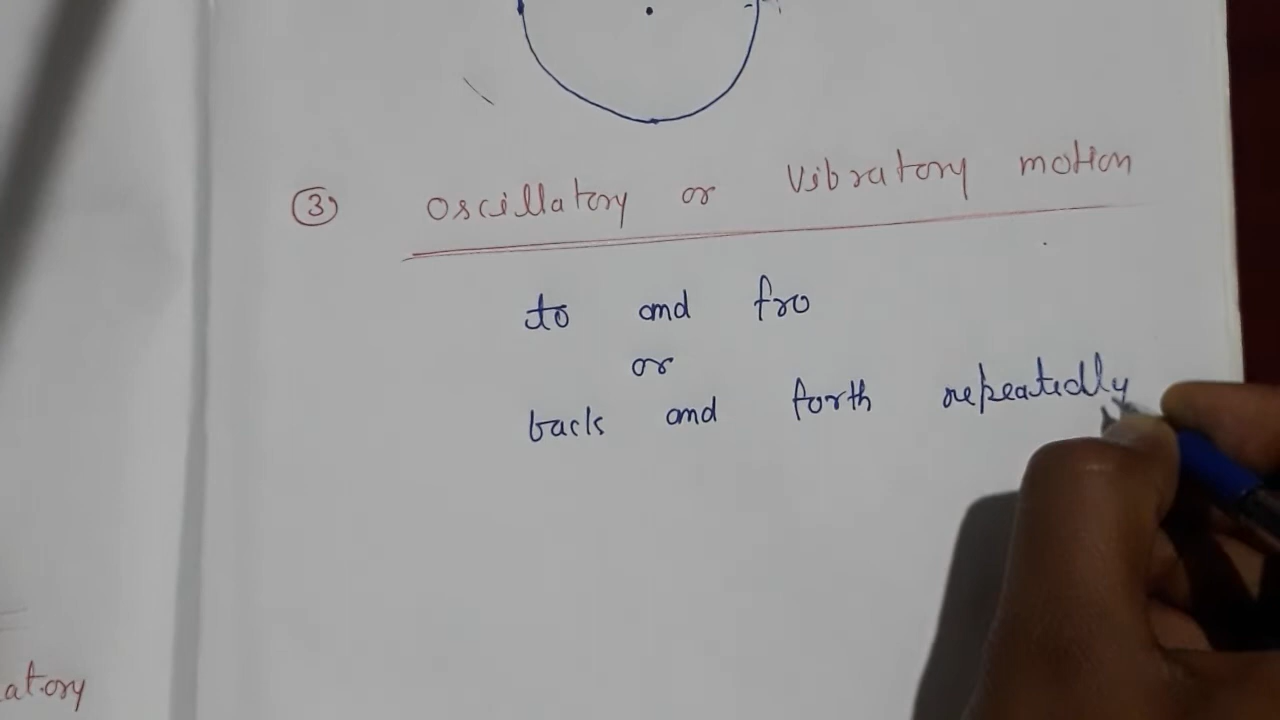 ③ Oscillatory or Vibratory motion
to and fro
or
back and forth repeatedly
atory